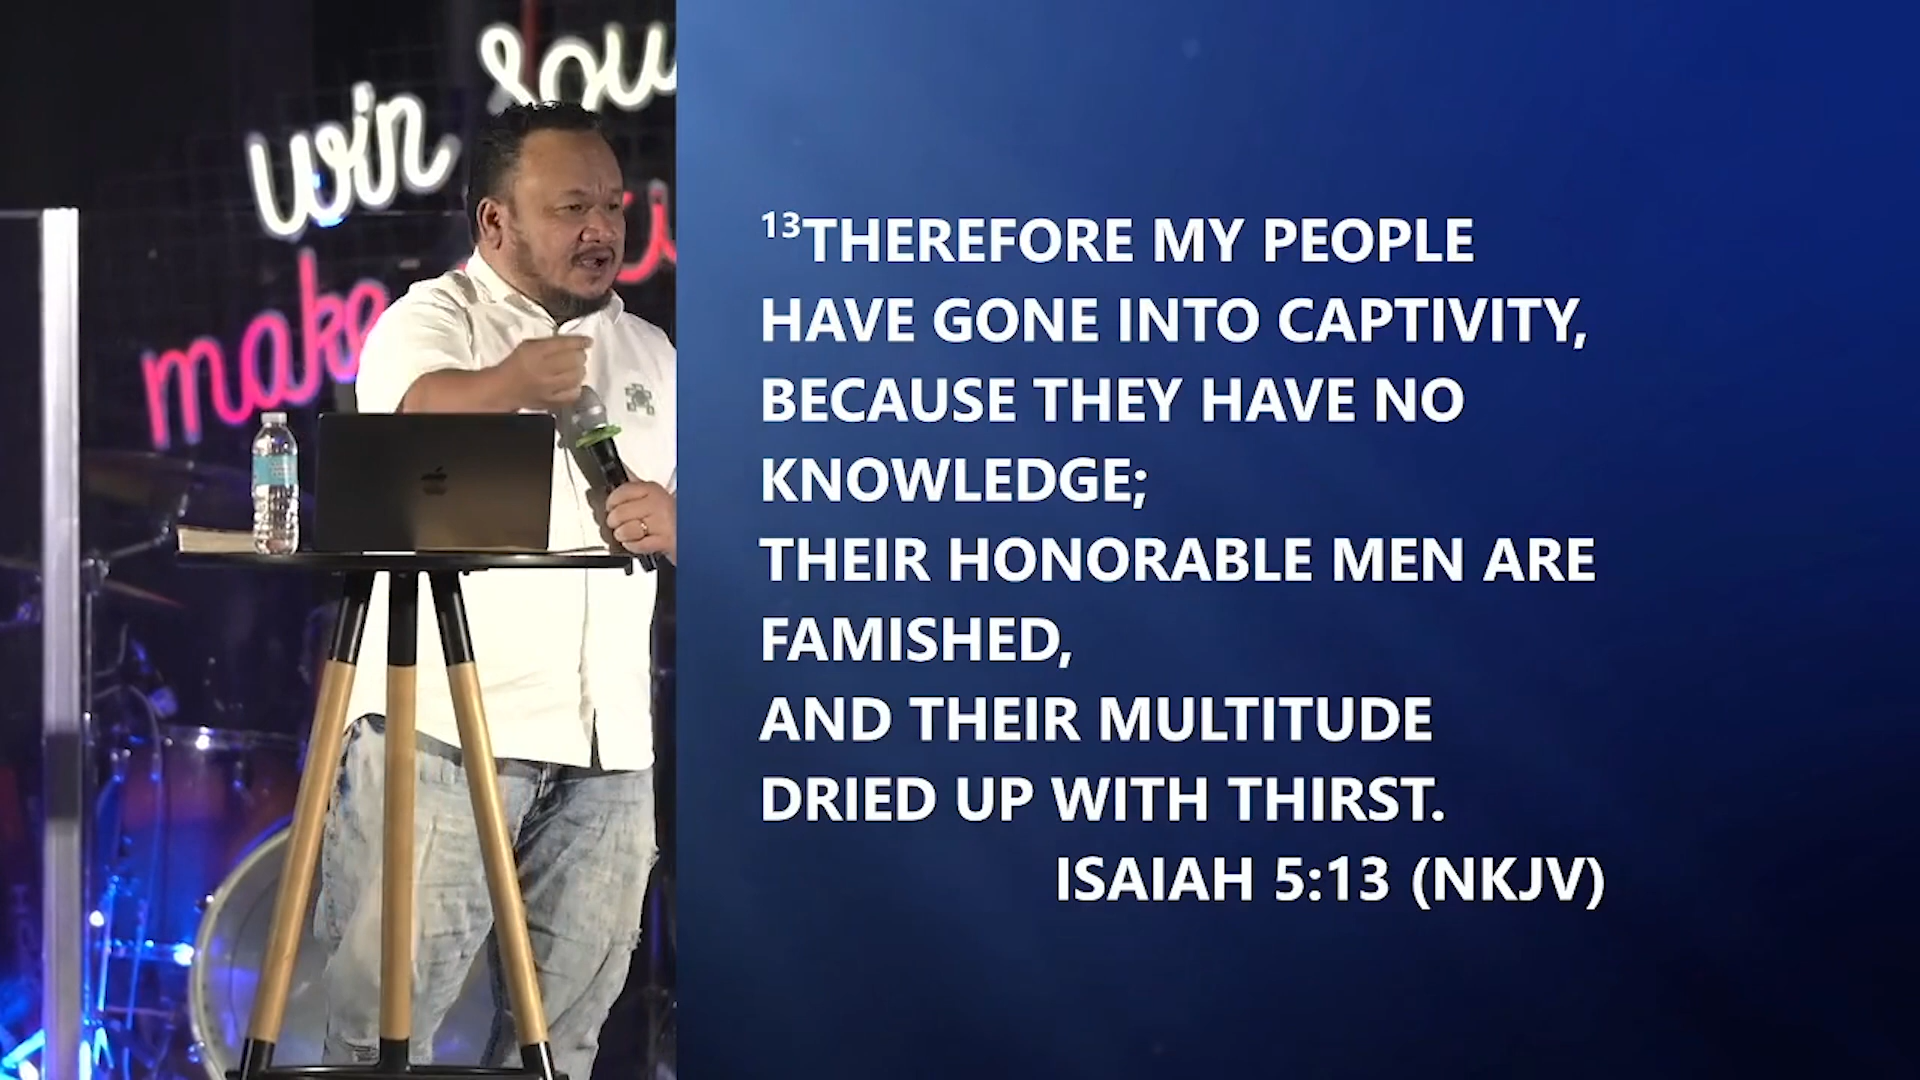 win sou
make
¹³THEREFORE MY PEOPLE
HAVE GONE INTO CAPTIVITY,
BECAUSE THEY HAVE NO
KNOWLEDGE;
THEIR HONORABLE MEN ARE
FAMISHED,
AND THEIR MULTITUDE
DRIED UP WITH THIRST.
ISAIAH 5:13 (NKJV)